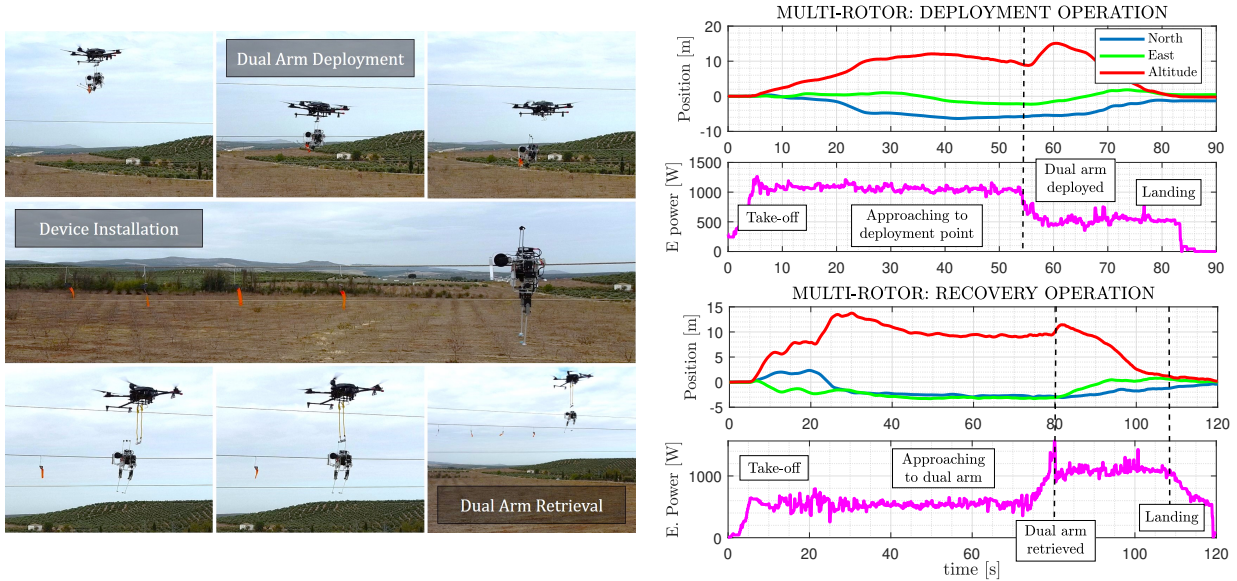 Dual Arm Deployment
Device Installation
Dual Arm Retrieval
MULTI-ROTOR: DEPLOYMENT OPERATION
Position [m]
20
10
0
-10
North
East
Altitude
0 10 20 30 40 50 60 70 80 90
E power [W]
1500
1000
500
0
Take-off
Approaching to
deployment point
Dual arm
deployed
Landing
0 10 20 30 40 50 60 70 80 90
MULTI-ROTOR: RECOVERY OPERATION
Position [m]
15
10
5
0
-5
0 20 40 60 80 100 120
E. Power [W]
1000
0
Take-off
Approaching
to dual arm
Dual arm
retrieved
Landing
0 20 40 60 80 100 120
time [s]